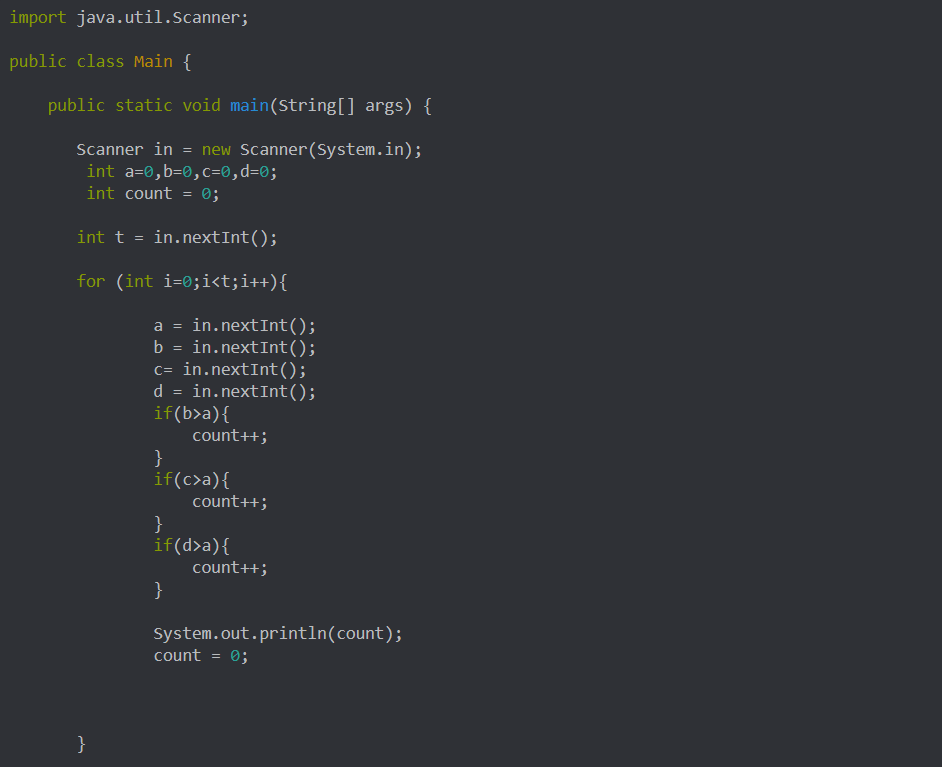 import java.util.Scanner;
public class Main {
public static void main(String[] args) {
Scanner in = new Scanner(System.in);
int a=0,b=0,c=0,d=0;
int count = 0;
int t = in.nextInt();
for (int i=0;i<t;i++){
a = in.nextInt();
b = in.nextInt();
c= in.nextInt();
d = in.nextInt();
if(b>a){
count++;
}
if(c>a){
count++;
}
if(d>a){
count++;
}
System.out.println(count);
count = 0;
}